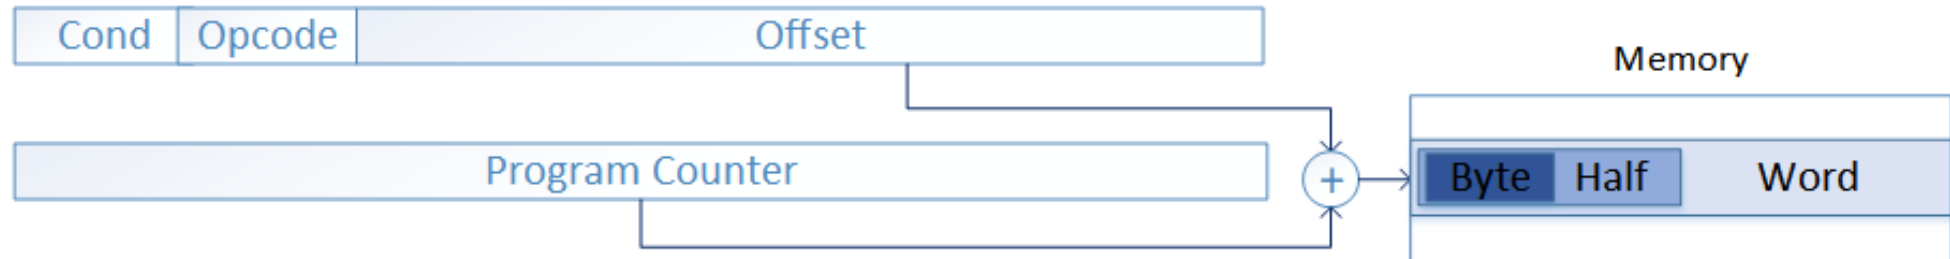 Cond Opcode Offset
Memory
Program Counter
+
Byte Half Word